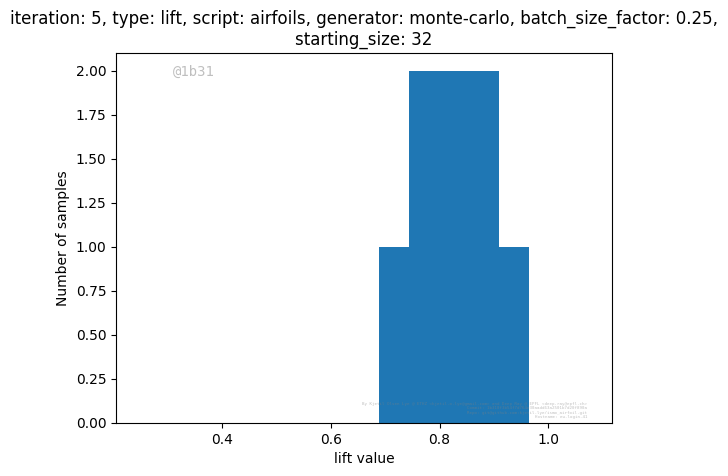 iteration: 5, type: lift, script: airfoils, generator: monte-carlo, batch_size_factor: 0.25,
starting_size: 32
@1b31
2.00
1.75
1.50
1.25
1.00
0.75
0.50
0.25
0.00
Number of samples
0.4
0.6
0.8
1.0
lift value